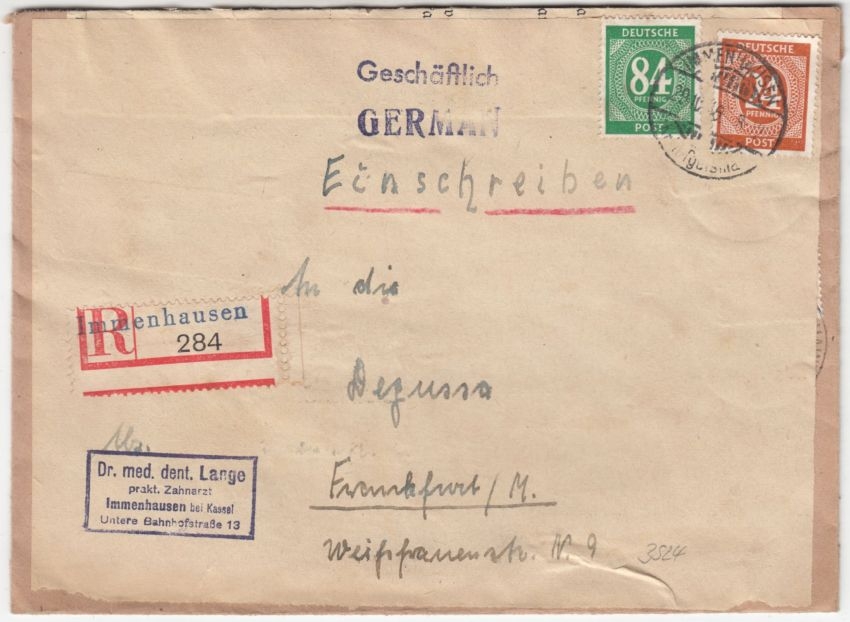 Geschäftlich
GERMAN
DEUTSCHE
84
PFENNIG
POST
DEUTSCHE
PFENNIG
POST
Einschreiben
An die
R
Immenhausen
284
Degussa
Frankfurt/M.
Weißfrauenstr. N. 9
3524
Dr. med. dent. Lange
prakt. Zahnarzt
Immenhausen bei Kassel
Untere Bahnhofstraße 13